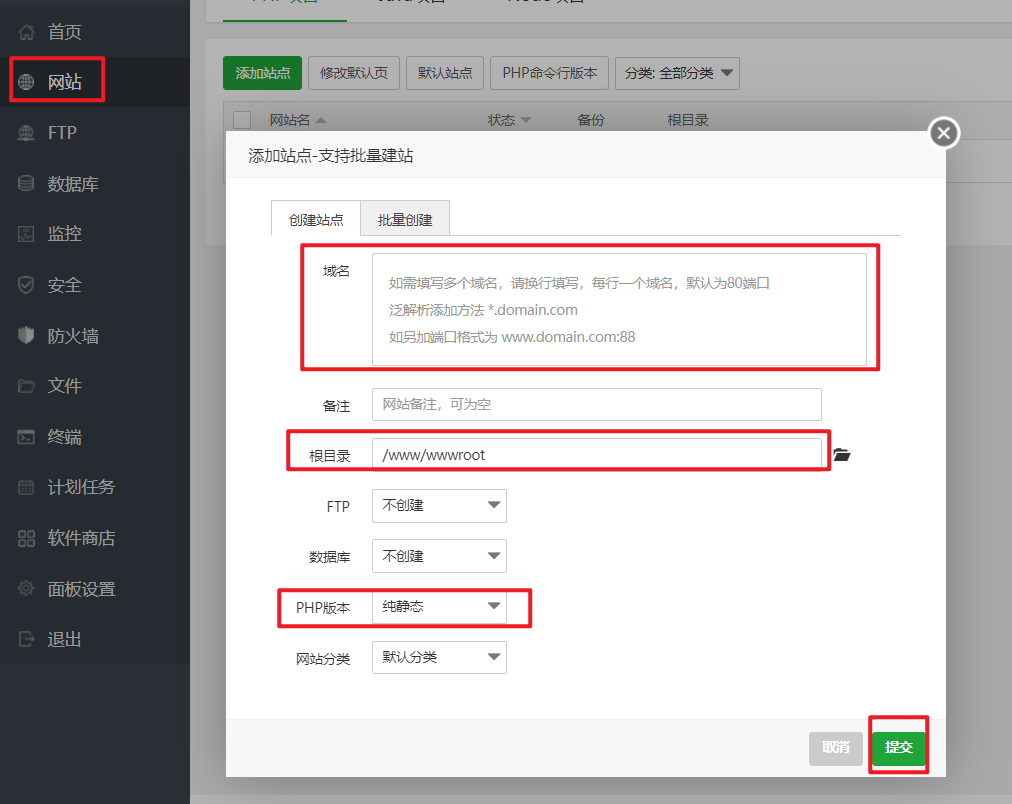 PHP 项目 Java 项目 Node 项目
首页
网站
FTP
数据库
监控
安全
防火墙
文件
终端
计划任务
软件商店
面板设置
退出
添加站点 修改默认页 默认站点 PHP命令行版本 分类: 全部分类
网站名 状态 备份 根目录
添加站点-支持批量建站
创建站点 批量创建
域名
如需填写多个域名，请换行填写，每行一个域名，默认为80端口
泛解析添加方法 *.domain.com
如另加端口格式为 www.domain.com:88
备注 网站备注，可为空
根目录 /www/wwwroot
FTP 不创建
数据库 不创建
PHP版本 纯静态
网站分类 默认分类
取消 提交